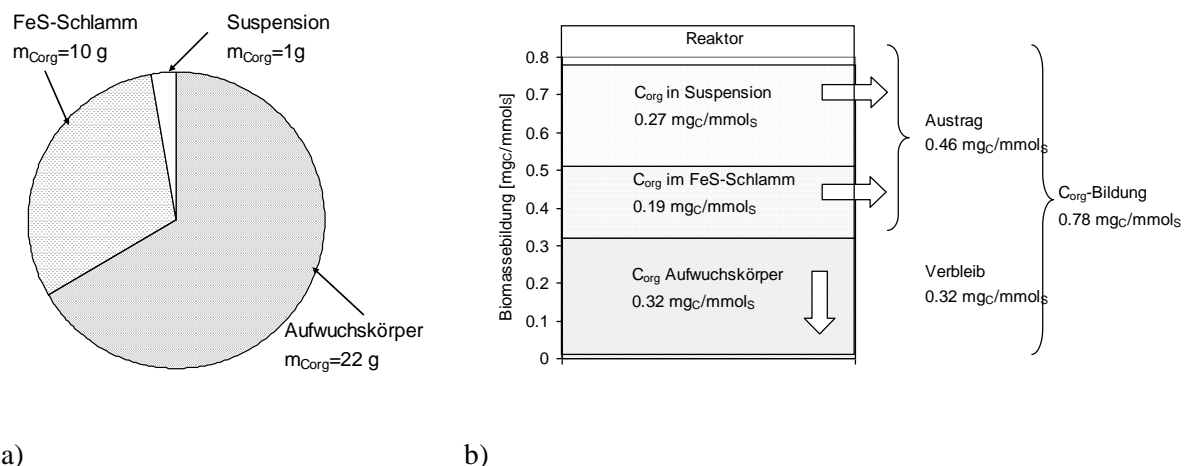 FeS-Schlamm
mCorg=10 g
Suspension
mCorg=1g
Aufwuchskörper
mCorg=22 g
a)
Reaktor
Biomassebildung [mgc/mmols]
0.8
0.7
0.6
0.5
0.4
0.3
0.2
0.1
0
Corg in Suspension
0.27 mgC/mmolS
Corg im FeS-Schlamm
0.19 mgC/mmolS
Corg Aufwuchskörper
0.32 mgC/mmolS
Austrag
0.46 mgC/mmolS
Verbleib
0.32 mgC/mmolS
Corg-Bildung
0.78 mgC/mmolS
b)